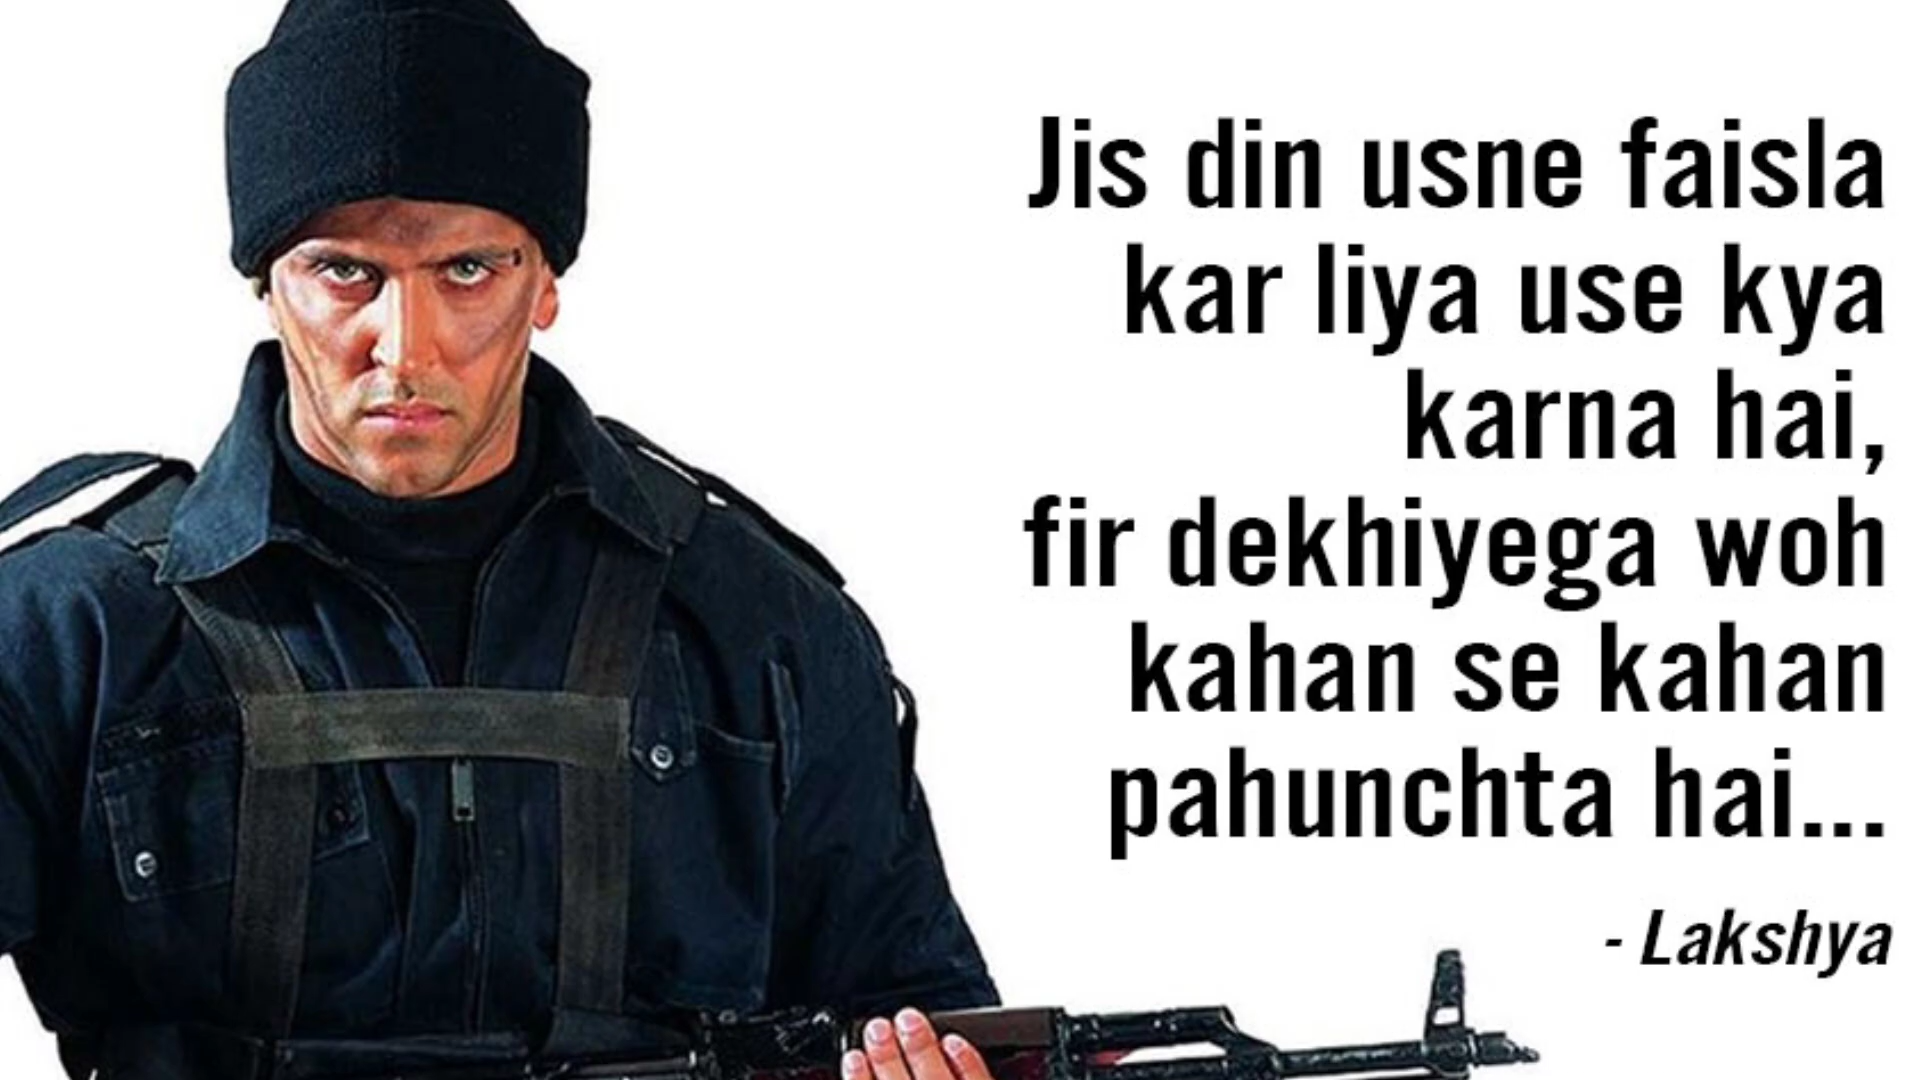 Jis din usne faisla
kar liya use kya
karna hai,
fir dekhiyega woh
kahan se kahan
pahunchta hai...
- Lakshya